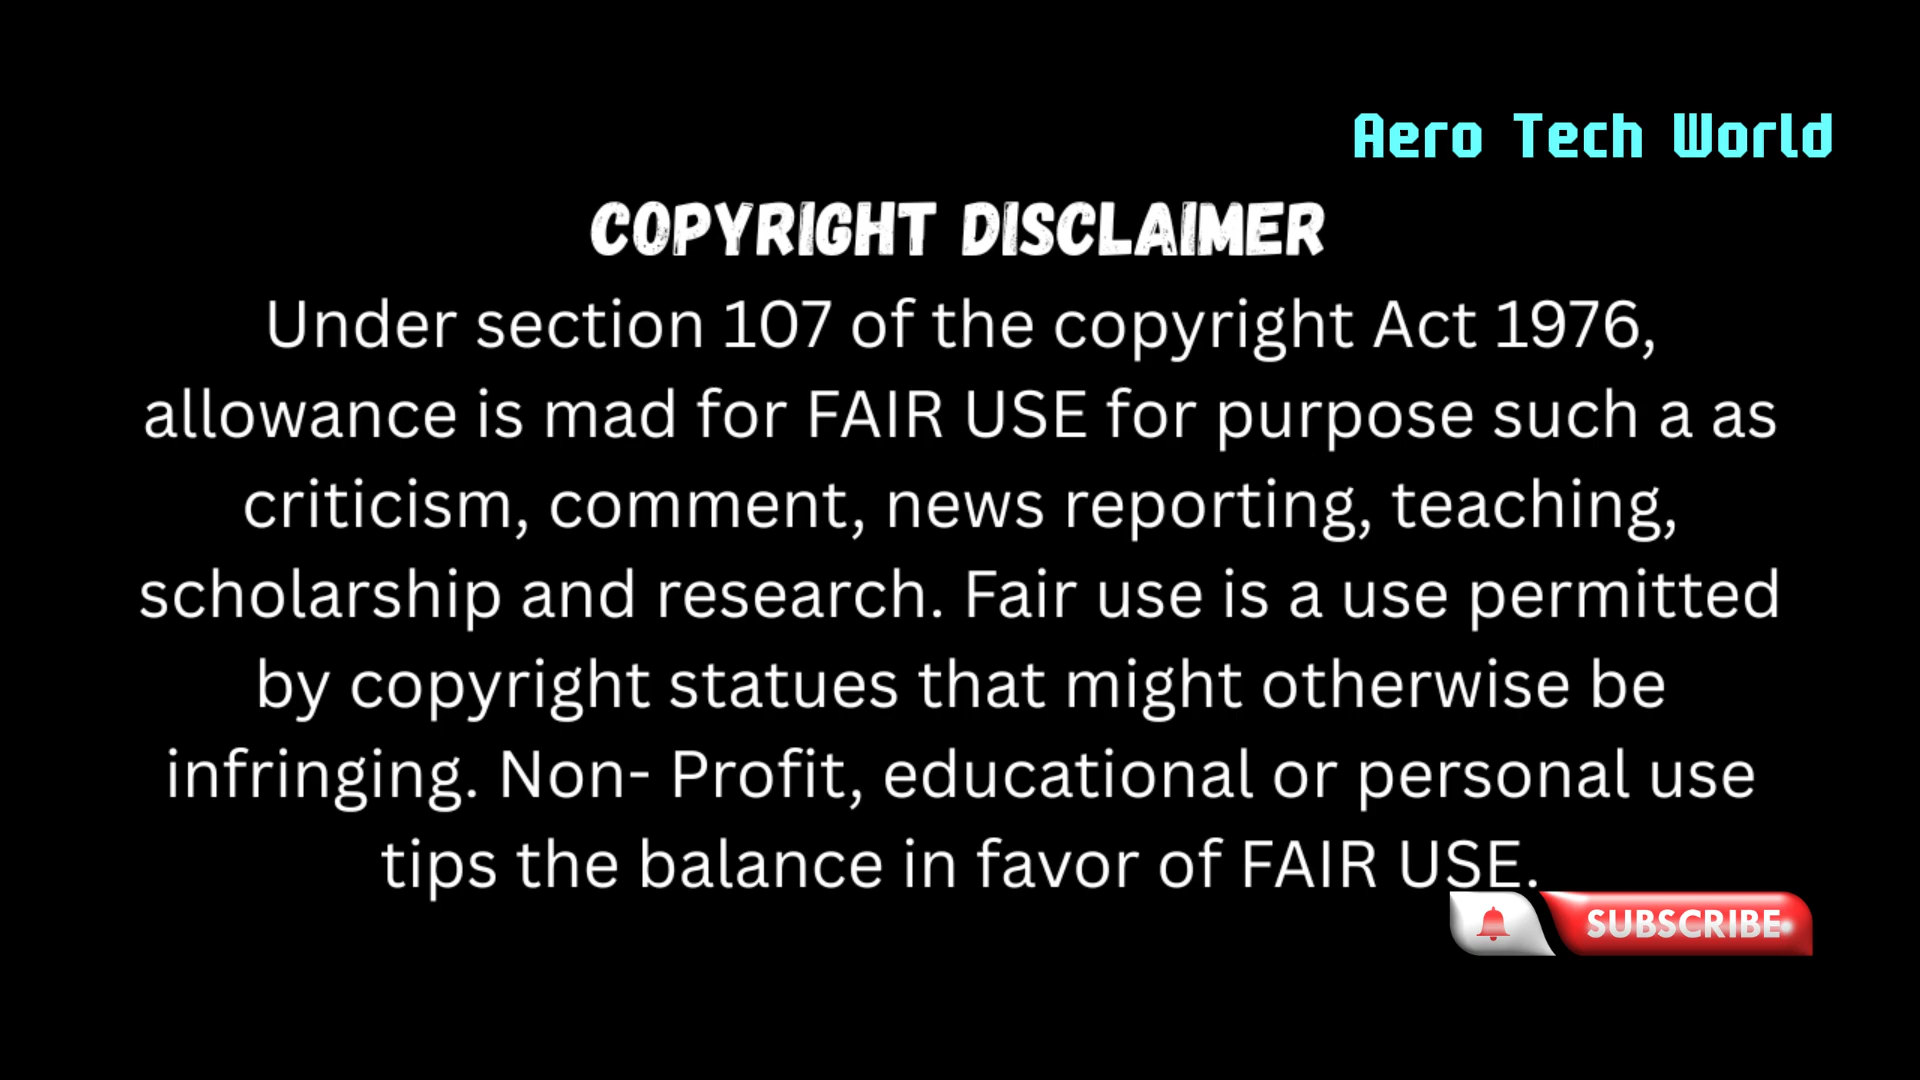 Aero Tech World
COPYRIGHT DISCLAIMER
Under section 107 of the copyright Act 1976,
allowance is mad for FAIR USE for purpose such a as
criticism, comment, news reporting, teaching,
scholarship and research. Fair use is a use permitted
by copyright statues that might otherwise be
infringing. Non- Profit, educational or personal use
tips the balance in favor of FAIR USE.
SUBSCRIBE